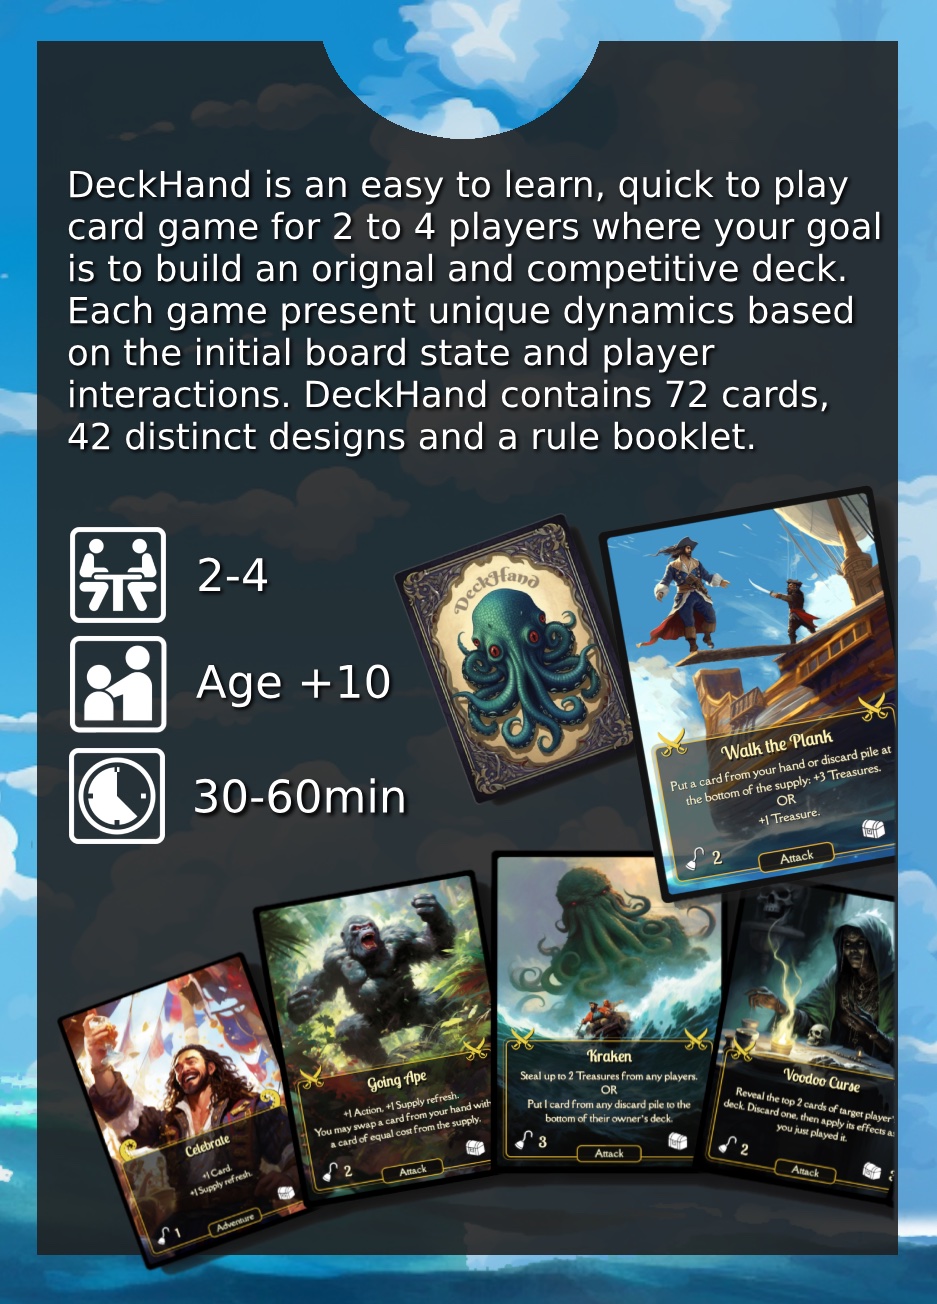 DeckHand is an easy to learn, quick to play
card game for 2 to 4 players where your goal
is to build an orignal and competitive deck.
Each game present unique dynamics based
on the initial board state and player
interactions. DeckHand contains 72 cards,
42 distinct designs and a rule booklet.
2-4
Age +10
30-60min
DeckHand
Walk the Plank
Put a card from your hand or discard pile at
the bottom of the supply: +3 Treasures.
OR
+1 Treasure.
2
Attack
Celebrate
+1 Card.
+1 Supply refresh.
1
Adventure
Going Ape
+1 Action. +1 Supply refresh.
You may swap a card from your hand with
a card of equal cost from the supply.
2
Attack
Kraken
Steal up to 2 Treasures from any players.
OR
Put 1 card from any discard pile to the
bottom of their owner's deck.
3
Attack
Voodoo Curse
Reveal the top 2 cards of target player'
deck. Discard one, then apply its effects a
you just played it.
2
Attack